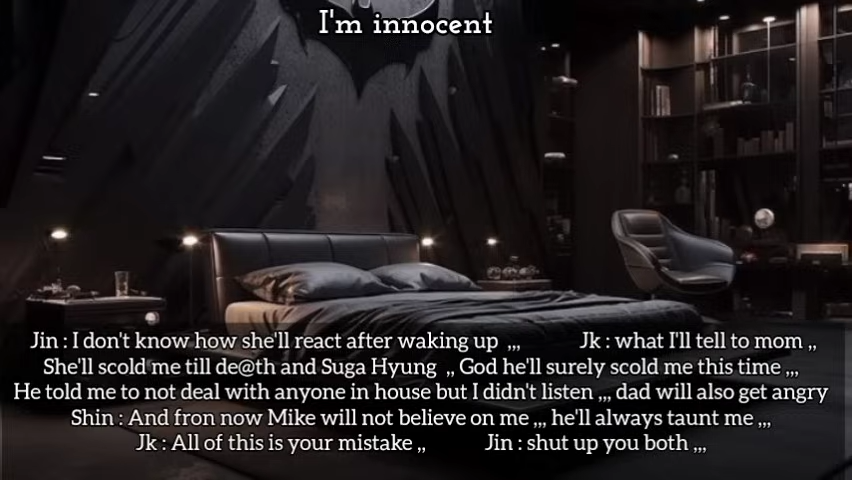 I'm innocent
Jin : I don't know how she'll react after waking up ,,, Jk : what I'll tell to mom ,,
She'll scold me till de@th and Suga Hyung ,, God he'll surely scold me this time ,,,
He told me to not deal with anyone in house but I didn't listen ,,, dad will also get angry
Shin : And fron now Mike will not believe on me ,,, he'll always taunt me ,,,
Jk : All of this is your mistake ,, Jin : shut up you both ,,,